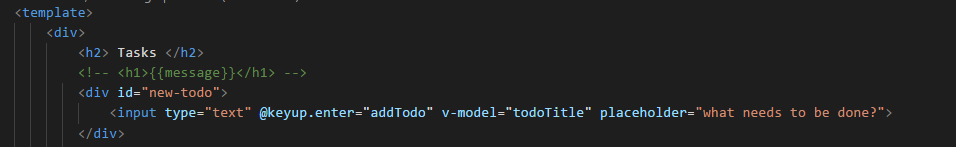 <template>
<div>
<h2> Tasks </h2>
<!-- <h1>{{message}}</h1> -->
<div id="new-todo">
<input type="text" @keyup.enter="addTodo" v-model="todoTitle" placeholder="what needs to be done?">
</div>